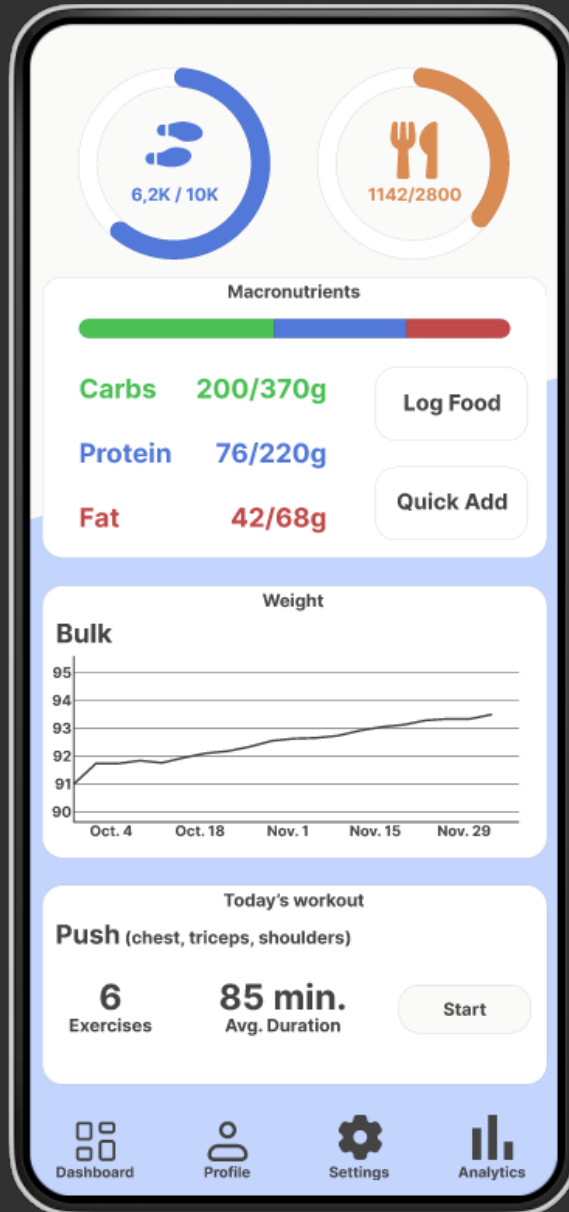 6,2K / 10K
1142/2800
Macronutrients
Carbs 200/370g
Log Food
Protein 76/220g
Quick Add
Fat 42/68g
Weight
Bulk
95
94
93
92
91
90
Oct. 4 Oct. 18 Nov. 1 Nov. 15 Nov. 29
Today's workout
Push (chest, triceps, shoulders)
6 85 min.
Exercises Avg. Duration
Start
Dashboard Profile Settings Analytics